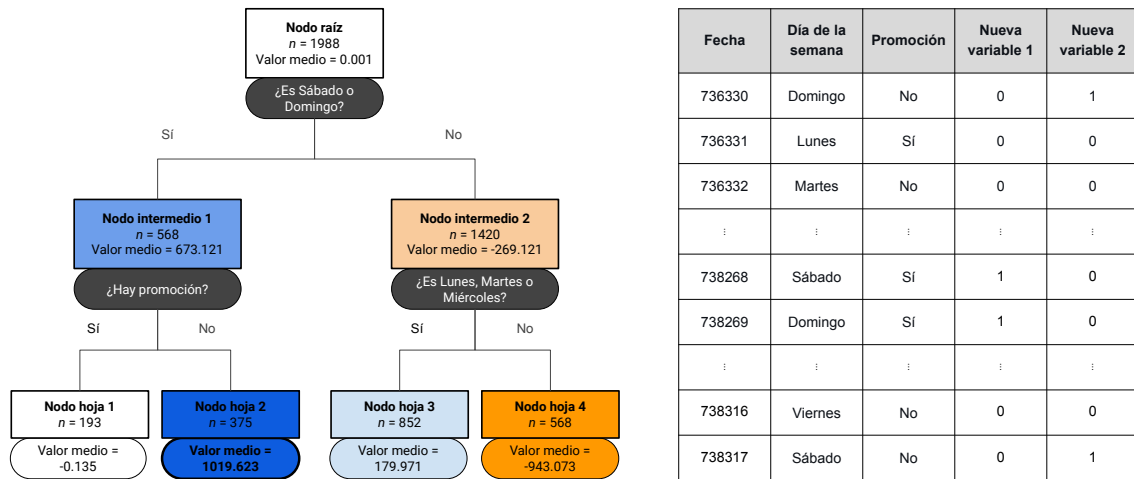 Nodo raíz
n = 1988
Valor medio = 0.001
¿Es Sábado o
Domingo?
Sí
No
Nodo intermedio 1
n = 568
Valor medio = 673.121
¿Hay promoción?
Nodo intermedio 2
n = 1420
Valor medio = -269.121
¿Es Lunes, Martes o
Miércoles?
Sí
No
Sí
No
Nodo hoja 1
n = 193
Valor medio =
-0.135
Nodo hoja 2
n = 375
Valor medio =
1019.623
Nodo hoja 3
n = 852
Valor medio =
179.971
Nodo hoja 4
n = 568
Valor medio =
-943.073
Fecha Día de la semana Promoción Nueva variable 1 Nueva variable 2
736330 Domingo No 0 1
736331 Lunes Sí 0 0
736332 Martes No 0 0
⋮ ⋮ ⋮ ⋮ ⋮
738268 Sábado Sí 1 0
738269 Domingo Sí 1 0
⋮ ⋮ ⋮ ⋮ ⋮
738316 Viernes No 0 0
738317 Sábado No 0 1